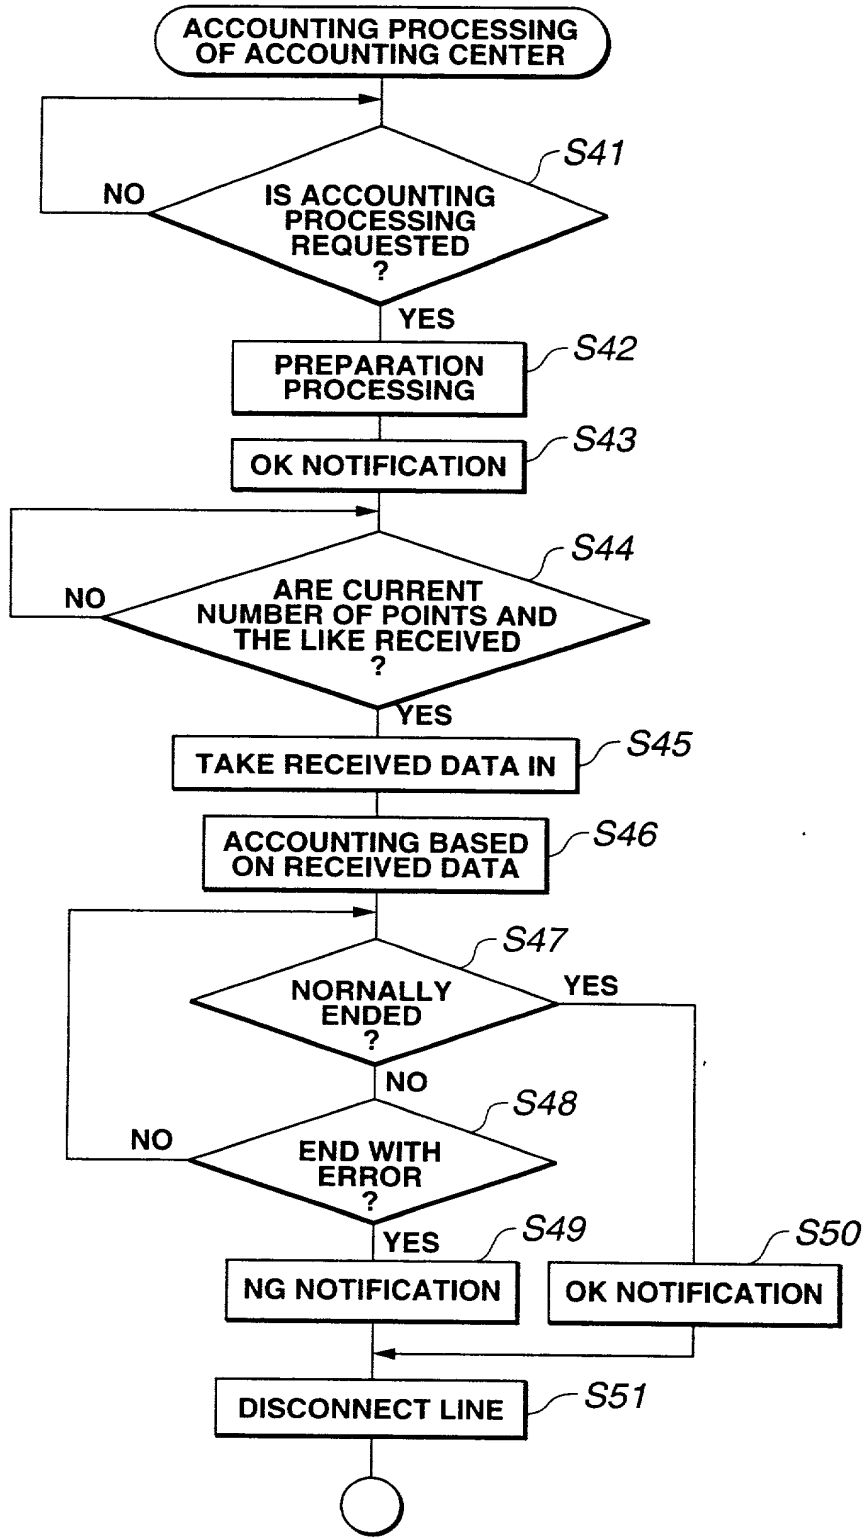 ACCOUNTING PROCESSING
OF ACCOUNTING CENTER
S41
NO
IS ACCOUNTING
PROCESSING
REQUESTED
?
YES
S42
PREPARATION
PROCESSING
S43
OK NOTIFICATION
S44
NO
ARE CURRENT
NUMBER OF POINTS AND
THE LIKE RECEIVED
?
YES
S45
TAKE RECEIVED DATA IN
S46
ACCOUNTING BASED
ON RECEIVED DATA
S47
YES
NORNALLY
ENDED
?
NO
S48
NO
END WITH
ERROR
?
YES
S49
NG NOTIFICATION
S50
OK NOTIFICATION
S51
DISCONNECT LINE